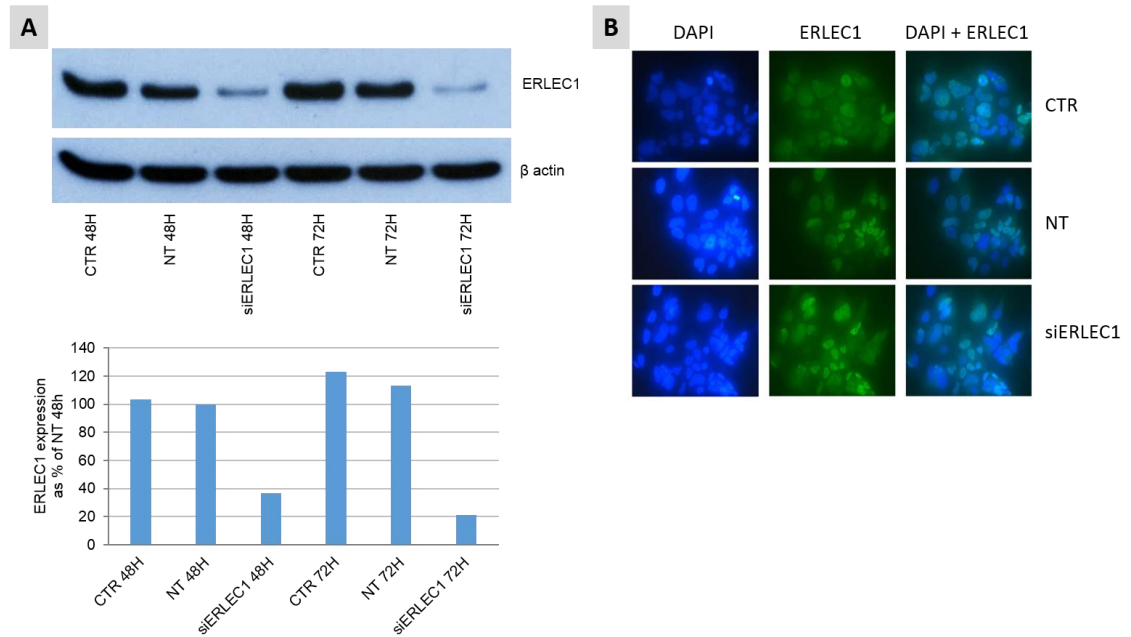 A
ERLEC1
β actin
CTR 48H
NT 48H
siERLEC1 48H
CTR 72H
NT 72H
siERLEC1 72H
ERLEC1 expression
as % of NT 48h
140
120
100
80
60
40
20
0
CTR 48H
NT 48H
siERLEC1 48H
CTR 72H
NT 72H
siERLEC1 72H
B
DAPI
ERLEC1
DAPI + ERLEC1
CTR
NT
siERLEC1